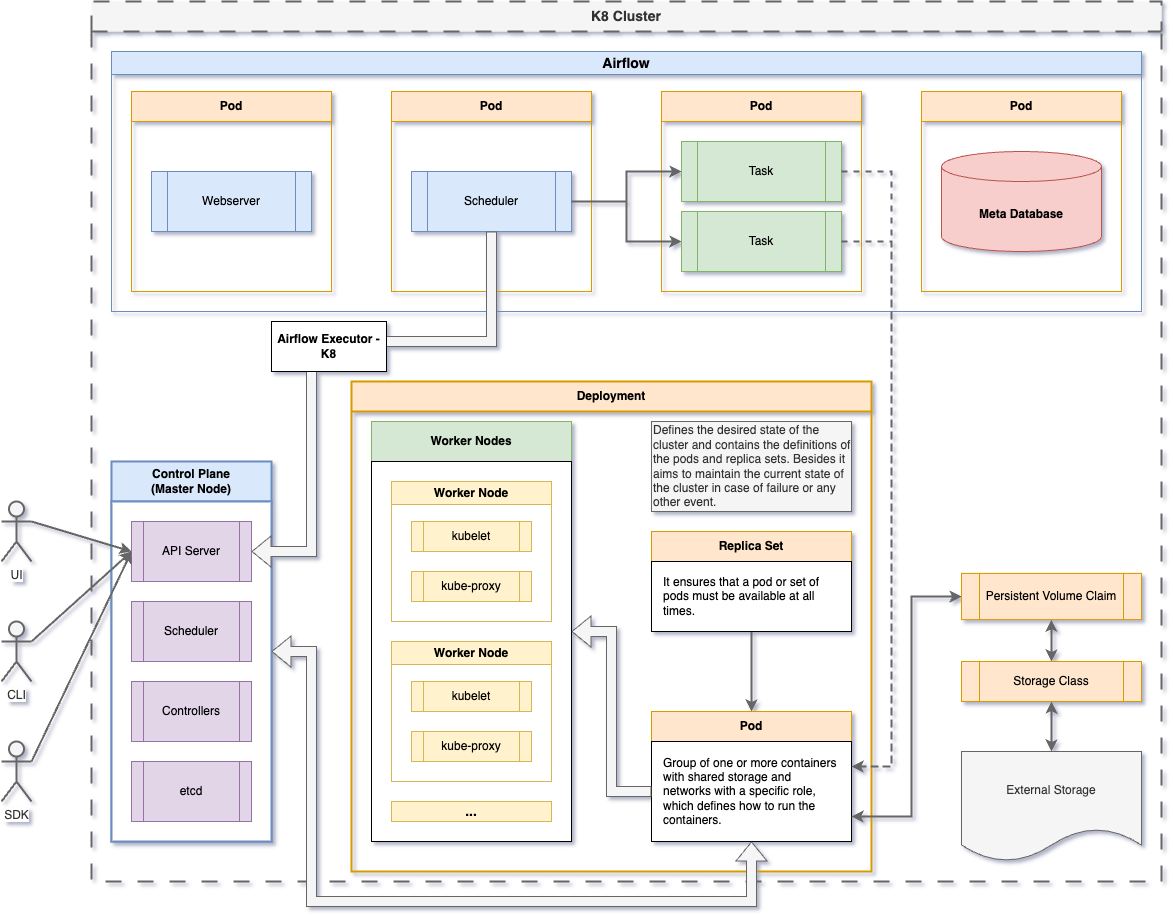 K8 Cluster
Airflow
Pod
Pod
Pod
Pod
Webserver
Scheduler
Task
Task
Meta Database
Airflow Executor -
K8
Deployment
Worker Nodes
Worker Node
kubelet
kube-proxy
Worker Node
kubelet
kube-proxy
...
Defines the desired state of the
cluster and contains the definitions of
the pods and replica sets. Besides it
aims to maintain the current state of
the cluster in case of failure or any
other event.
Replica Set
It ensures that a pod or set of
pods must be available at all
times.
Pod
Group of one or more containers
with shared storage and
networks with a specific role,
which defines how to run the
containers.
Control Plane
(Master Node)
API Server
Scheduler
Controllers
etcd
UI
CLI
SDK
Persistent Volume Claim
Storage Class
External Storage